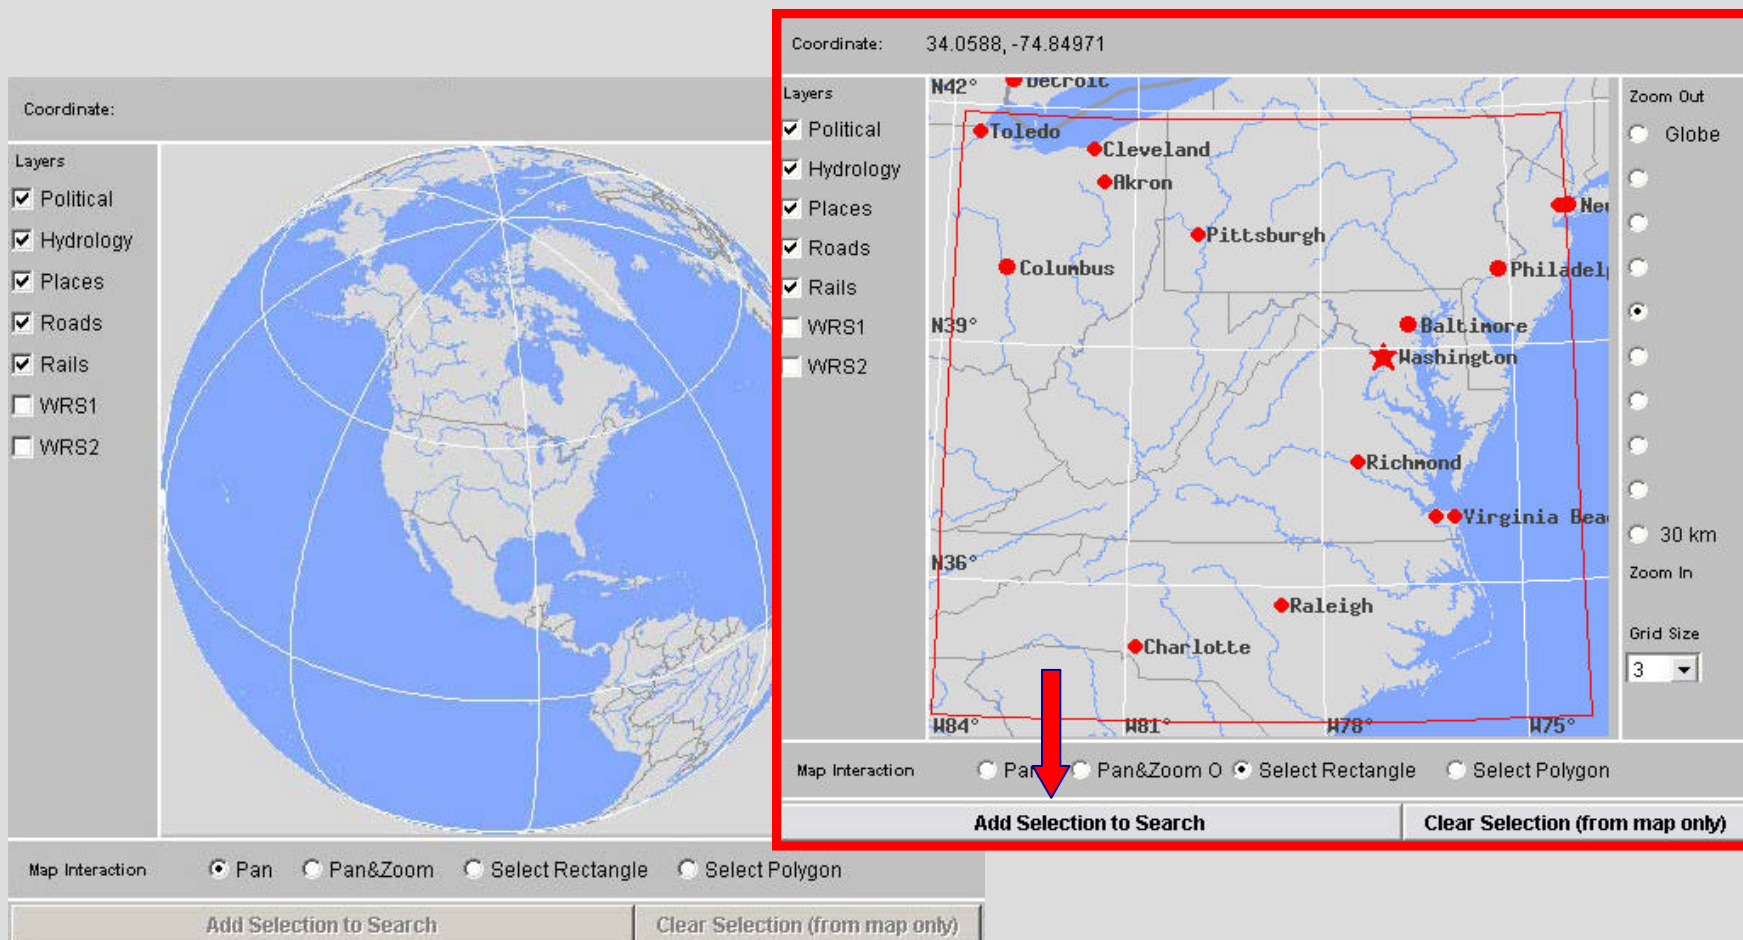 Coordinate:
Layers
Political
Hydrology
Places
Roads
Rails
WRS1
WRS2
Map Interaction
Pan
Pan&Zoom
Select Rectangle
Select Polygon
Add Selection to Search
Clear Selection (from map only)
Coordinate: 34.0588, -74.84971
Layers
Political
Hydrology
Places
Roads
Rails
WRS1
WRS2
N42°
Detroit
Toledo
Cleveland
Akron
Pittsburgh
Columbus
Philadel
N39°
Baltimore
Washington
Richmond
Virginia Bea
N36°
Raleigh
Charlotte
W84°
W81°
W78°
W75°
Zoom Out
Globe
30 km
Zoom In
Grid Size
3
Map Interaction
Pan&Zoom O
Select Rectangle
Select Polygon
Add Selection to Search
Clear Selection (from map only)